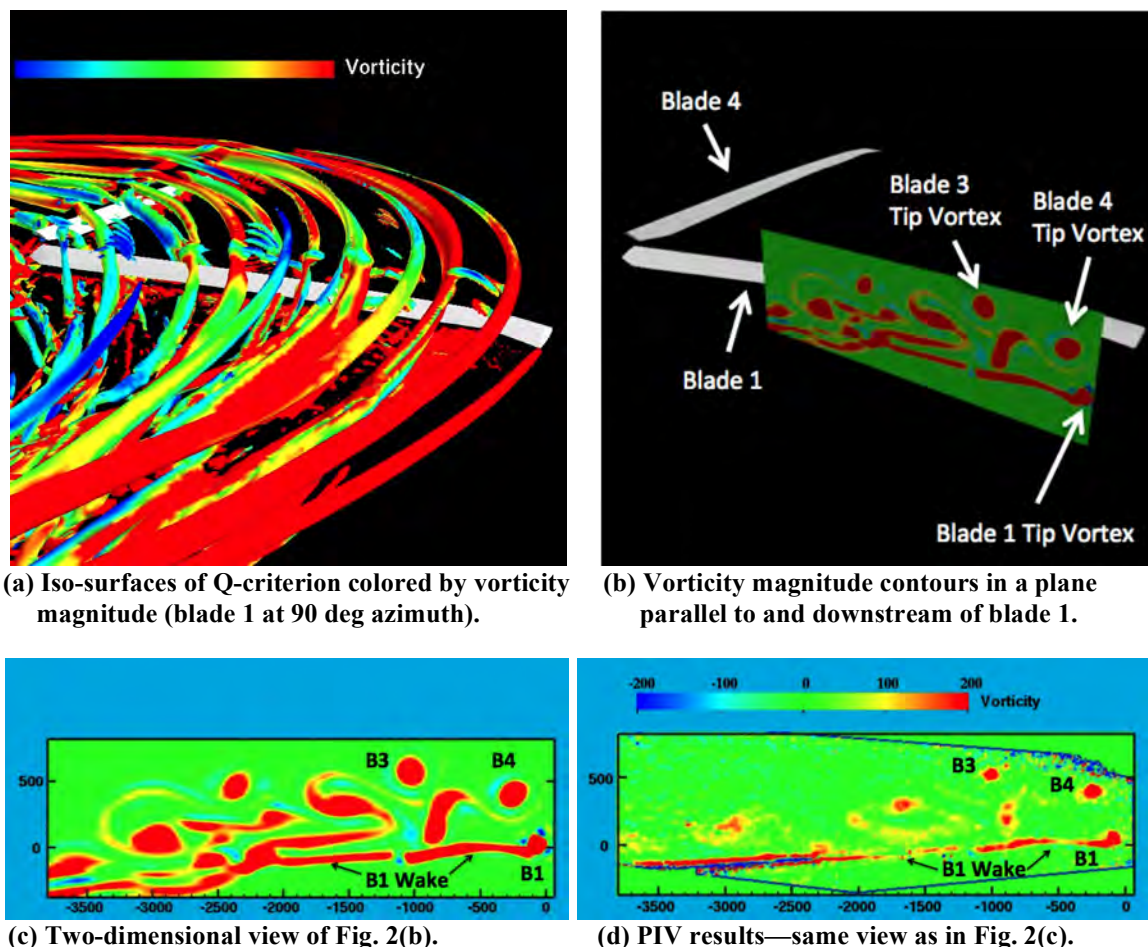 Vorticity
Blade 4
Blade 3
Tip Vortex
Blade 4
Tip Vortex
Blade 1
Blade 1 Tip Vortex
(a) Iso-surfaces of Q-criterion colored by vorticity
magnitude (blade 1 at 90 deg azimuth).
(b) Vorticity magnitude contours in a plane
parallel to and downstream of blade 1.
B3
B4
500
0
B1 Wake
B1
-3500 -3000 -2500 -2000 -1500 -1000 -500 0
-200 -100 0 100 200
Vorticity
B3
B4
500
0
B1 Wake
B1
-3500 -3000 -2500 -2000 -1500 -1000 -500 0
(c) Two-dimensional view of Fig. 2(b).
(d) PIV results—same view as in Fig. 2(c).